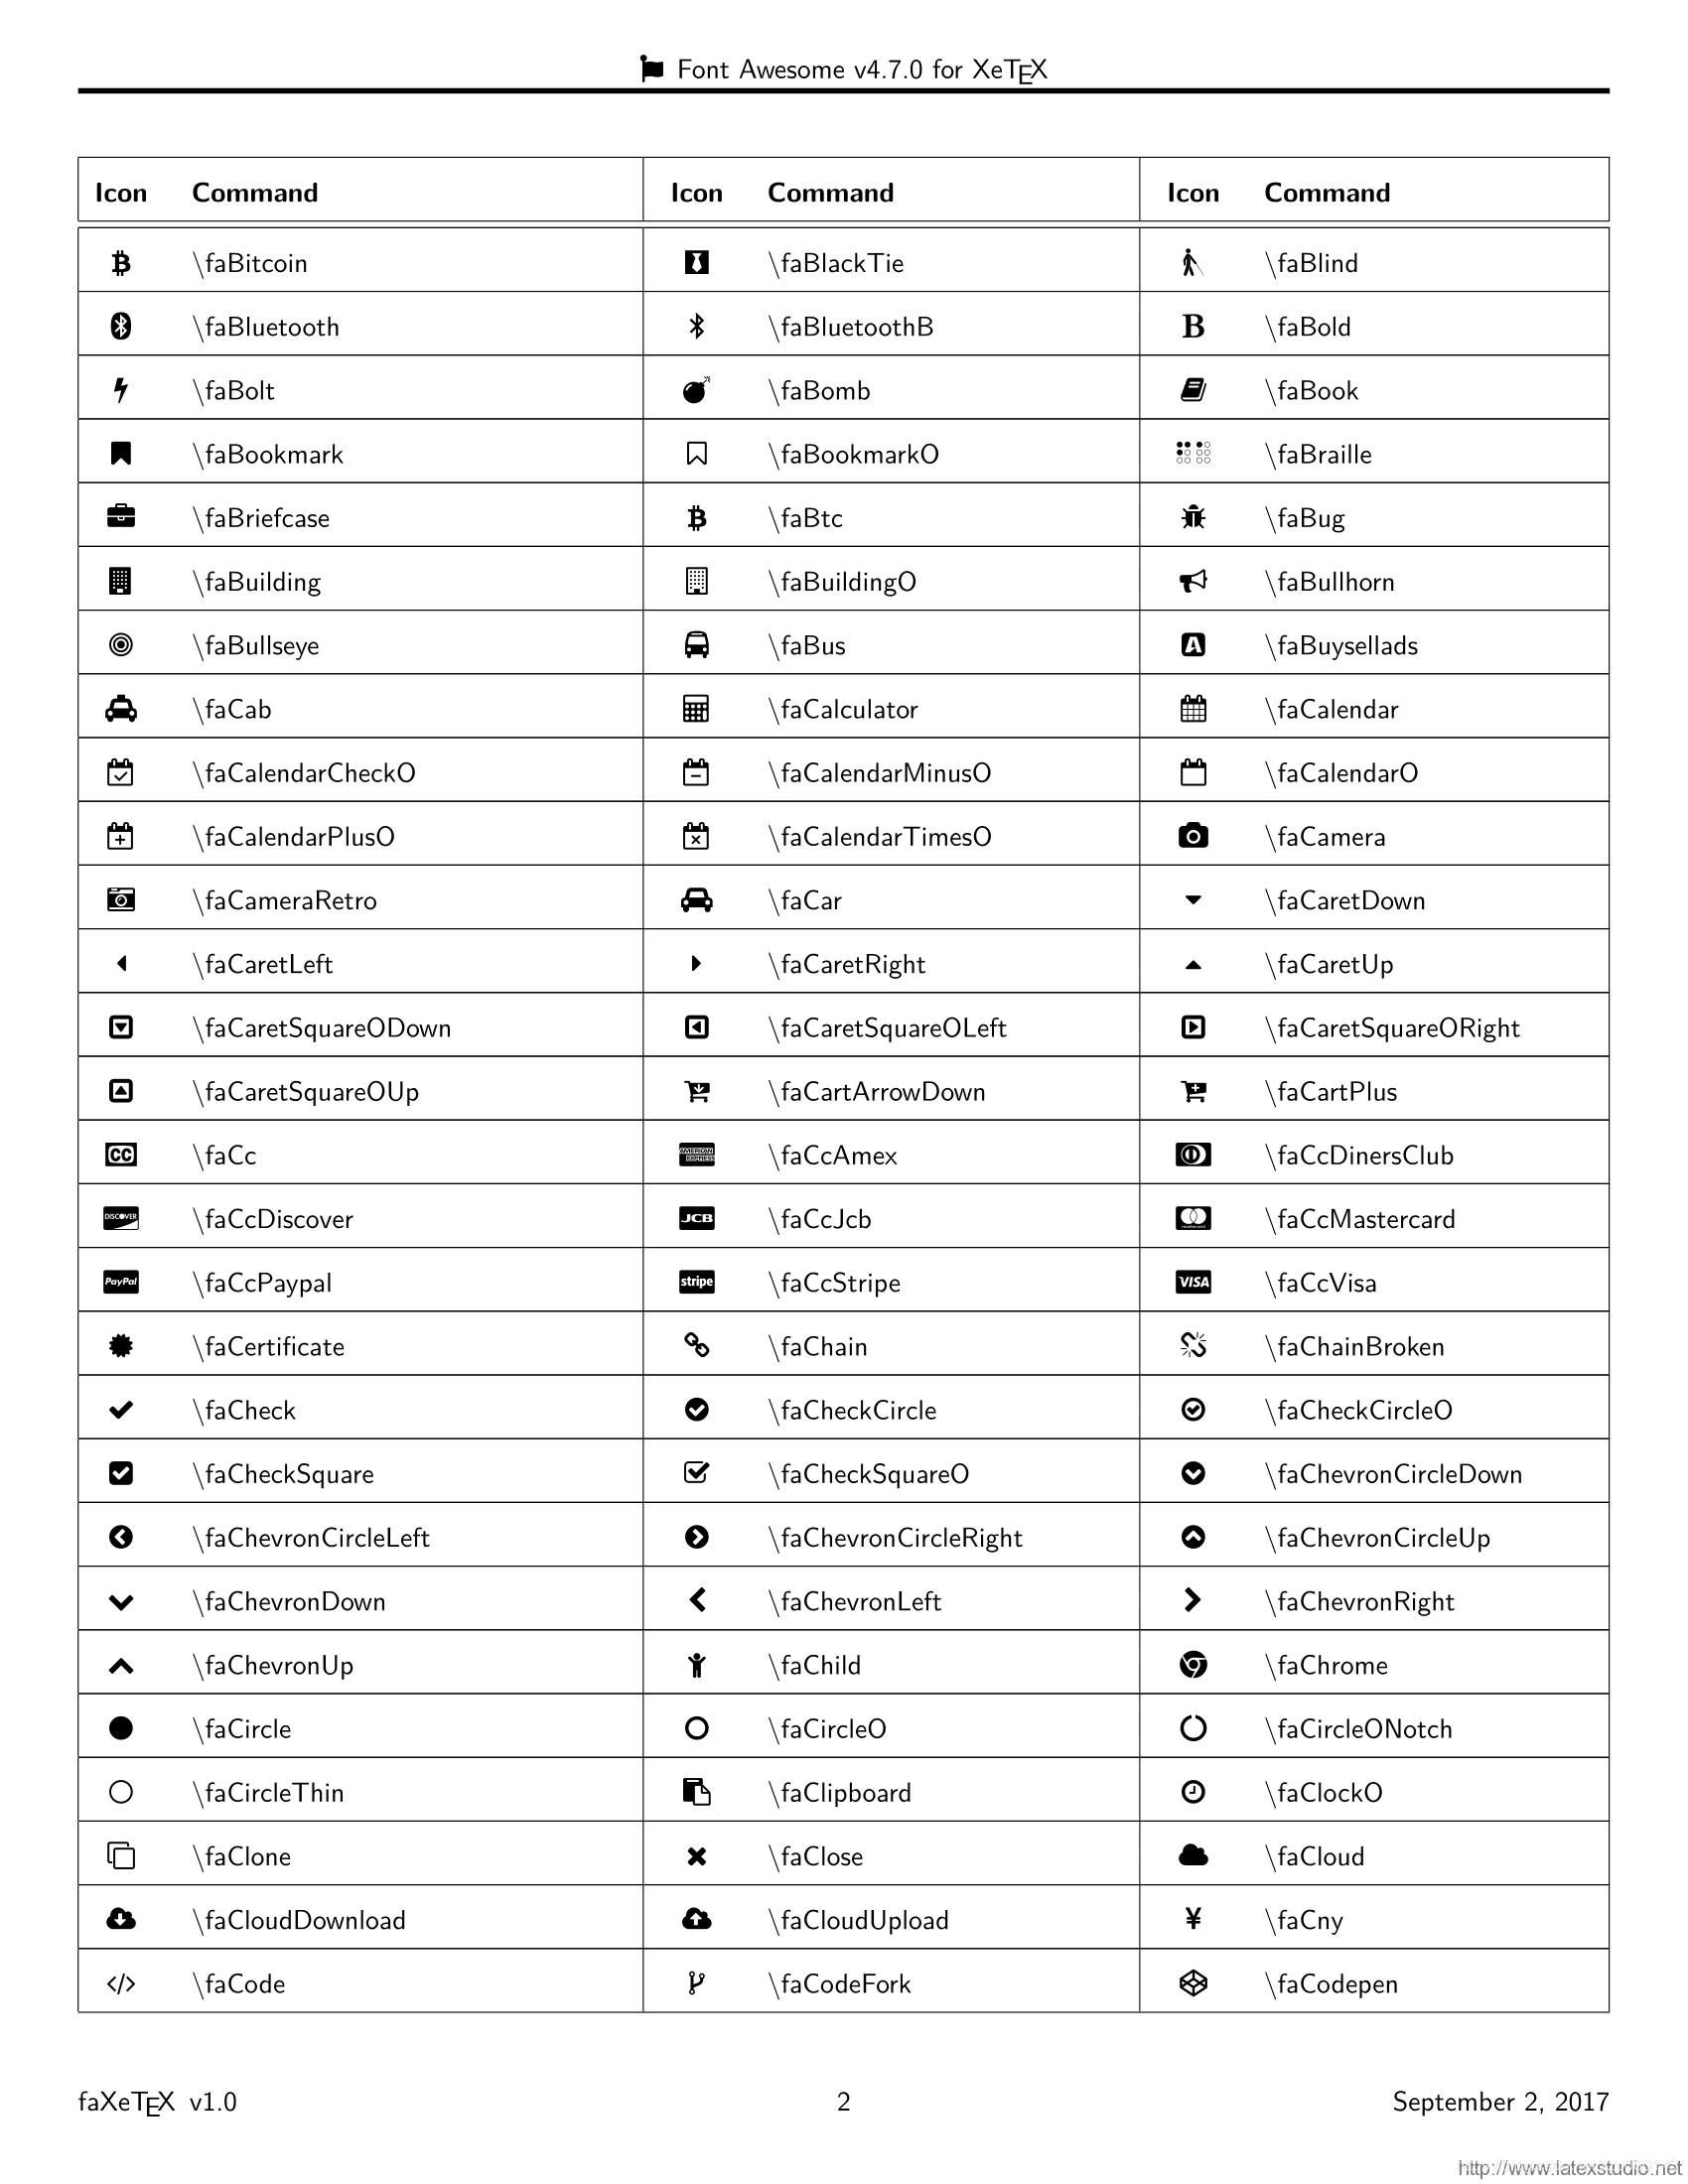 Font Awesome v4.7.0 for XeTEX
Icon Command Icon Command Icon Command
\faBitcoin \faBlackTie \faBlind
\faBluetooth \faBluetoothB B \faBold
\faBolt \faBomb \faBook
\faBookmark \faBookmarkO \faBraille
\faBriefcase \faBtc \faBug
\faBuilding \faBuildingO \faBullhorn
\faBullseye \faBus A \faBuysellads
\faCab \faCalculator \faCalendar
\faCalendarCheckO \faCalendarMinusO \faCalendarO
\faCalendarPlusO \faCalendarTimesO \faCamera
\faCameraRetro \faCar \faCaretDown
\faCaretLeft \faCaretRight \faCaretUp
\faCaretSquareODown \faCaretSquareOLeft \faCaretSquareORight
\faCaretSquareOUp \faCartArrowDown \faCartPlus
CC \faCc AMERICAN EXPRESS \faCcAmex \faCcDinersClub
DISCOVER \faCcDiscover JCB \faCcJcb \faCcMastercard
PayPal \faCcPaypal stripe \faCcStripe VISA \faCcVisa
\faCertificate \faChain \faChainBroken
\faCheck \faCheckCircle \faCheckCircleO
\faCheckSquare \faCheckSquareO \faChevronCircleDown
\faChevronCircleLeft \faChevronCircleRight \faChevronCircleUp
\faChevronDown \faChevronLeft \faChevronRight
\faChevronUp \faChild \faChrome
\faCircle \faCircleO \faCircleONotch
\faCircleThin \faClipboard \faClockO
\faClone \faClose \faCloud
\faCloudDownload \faCloudUpload ¥ \faCny
</> \faCode \faCodeFork \faCodepen
faXeTEX v1.0 2 September 2, 2017
http://www.latexstudio.net